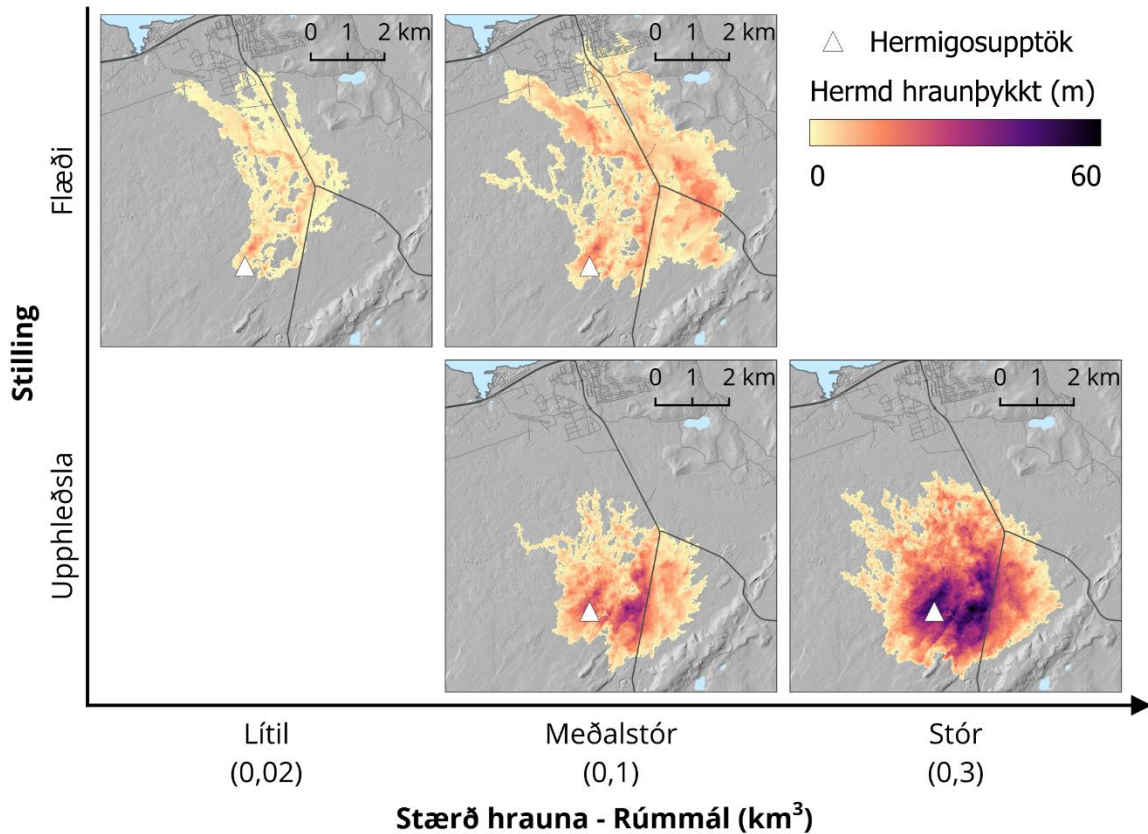 0 1 2 km
0 1 2 km
Hermigosupptök
Hermd hraunþykkt (m)
0 60
Flæði
Stilling
0 1 2 km
0 1 2 km
Upphleðsla
Lítil
(0,02)
Meðalstór
(0,1)
Stór
(0,3)
Stærð hrauna - Rúmmál (km³)